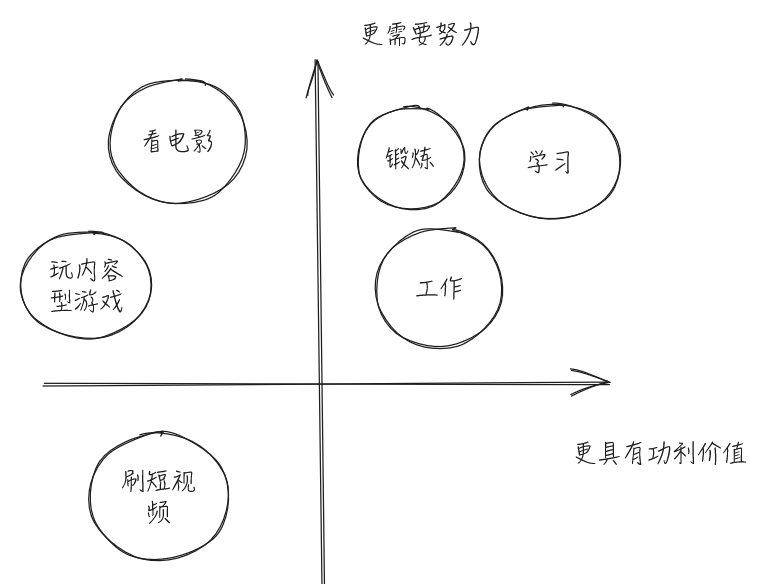 更需要努力
看电影
锻炼
学习
玩内容
型游戏
工作
更具有功利价值
刷短视
频